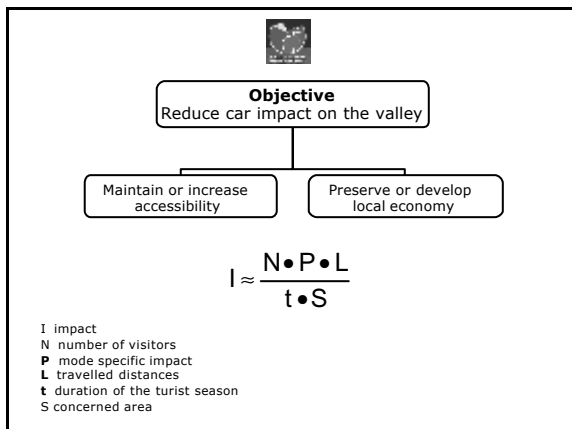 Objective
Reduce car impact on the valley
Maintain or increase
accessibility
Preserve or develop
local economy
I ≈ N•P•L / t•S
I impact
N number of visitors
P mode specific impact
L travelled distances
t duration of the turist season
S concerned area